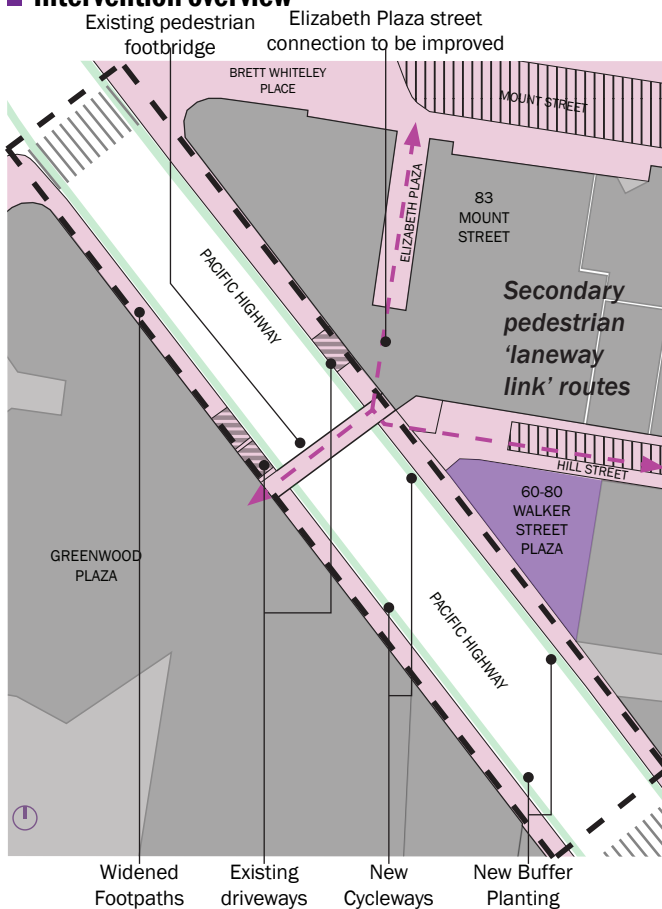 Intervention overview
Existing pedestrian
footbridge
Elizabeth Plaza street
connection to be improved
BRETT WHITELEY
PLACE
MOUNT STREET
ELIZABETH PLAZA
83
MOUNT
STREET
PACIFIC HIGHWAY
Secondary
pedestrian
‘laneway
link’ routes
HILL STREET
60-80
WALKER
STREET
PLAZA
GREENWOOD
PLAZA
PACIFIC HIGHWAY
Widened
Footpaths
Existing
driveways
New
Cycleways
New Buffer
Planting